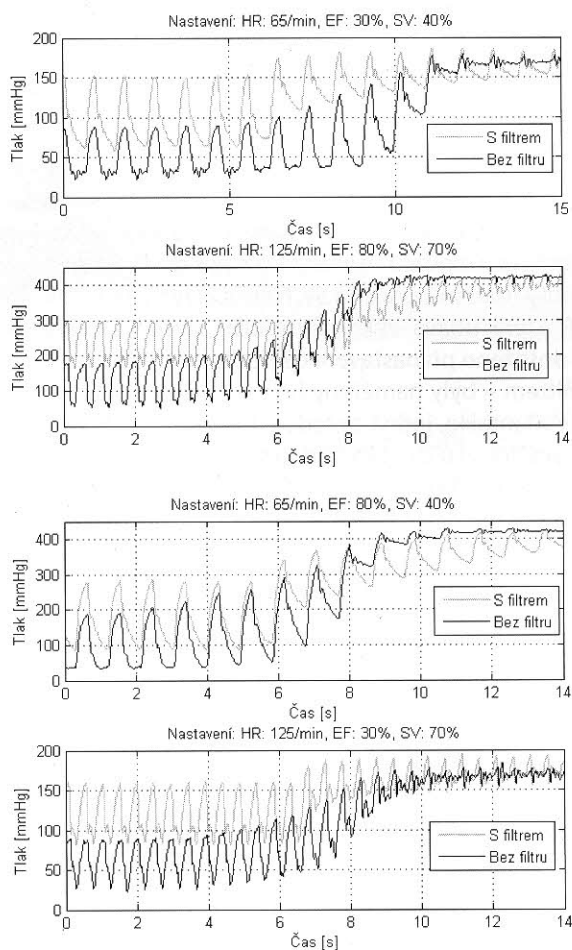 Nastavení: HR: 65/min, EF: 30%, SV: 40%
Tlak [mmHg]
200
150
100
50
0
S filtrem
Bez filtru
0
5
10
15
Čas [s]
Nastavení: HR: 125/min, EF: 80%, SV: 70%
Tlak [mmHg]
400
300
200
100
0
S filtrem
Bez filtru
0
2
4
6
8
10
12
14
Čas [s]
Nastavení: HR: 65/min, EF: 80%, SV: 40%
Tlak [mmHg]
400
300
200
100
0
S filtrem
Bez filtru
0
2
4
6
8
10
12
14
Čas [s]
Nastavení: HR: 125/min, EF: 30%, SV: 70%
Tlak [mmHg]
200
150
100
50
0
S filtrem
Bez filtru
0
2
4
6
8
10
12
14
Čas [s]